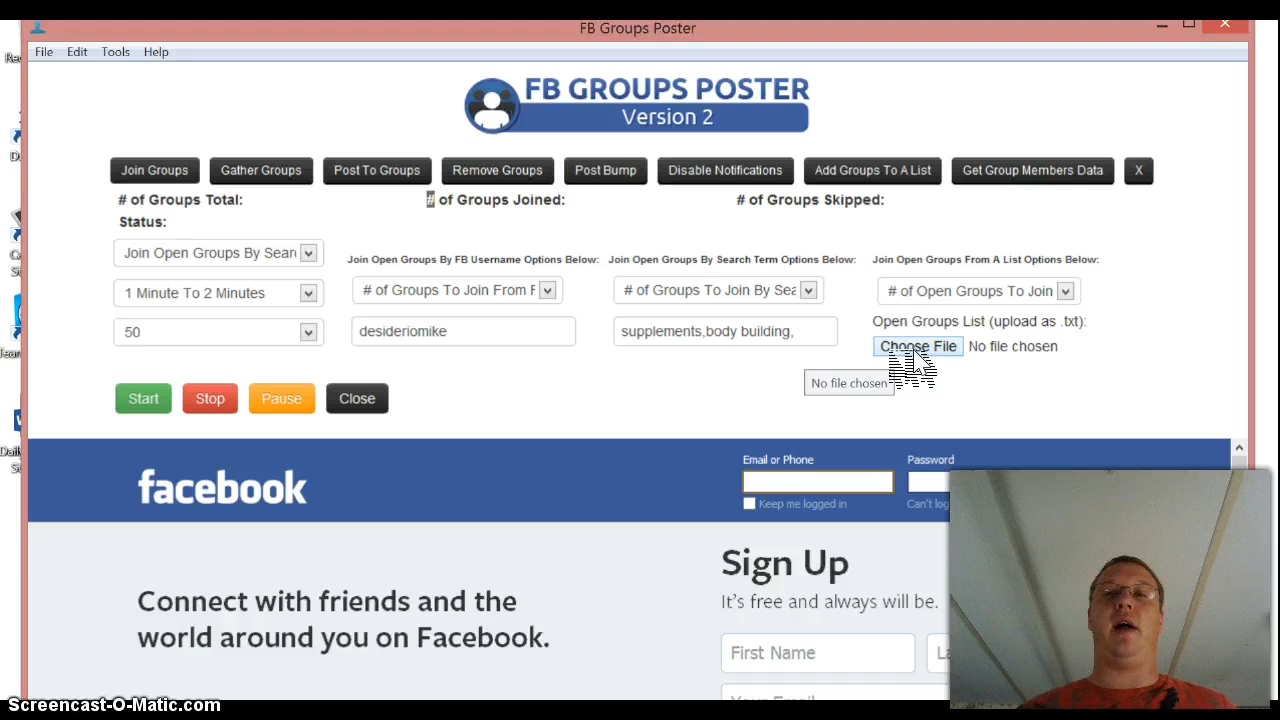 FB Groups Poster
File Edit Tools Help
FB GROUPS POSTER
Version 2
Join Groups Gather Groups Post To Groups Remove Groups Post Bump Disable Notifications Add Groups To A List Get Group Members Data X
# of Groups Total: # of Groups Joined: # of Groups Skipped:
Status:
Join Open Groups By Sear
Join Open Groups By FB Username Options Below: Join Open Groups By Search Term Options Below: Join Open Groups From A List Options Below:
1 Minute To 2 Minutes # of Groups To Join From F # of Groups To Join By Sea # of Open Groups To Join
Open Groups List (upload as .txt):
50 desideriomike supplements,body building,
Choose File No file chosen
No file chosen
Start Stop Pause Close
facebook
Email or Phone Password
Keep me logged in Can't log
Sign Up
It's free and always will be.
Connect with friends and the
world around you on Facebook.
First Name La
Your Email
Screencast-O-Matic.com